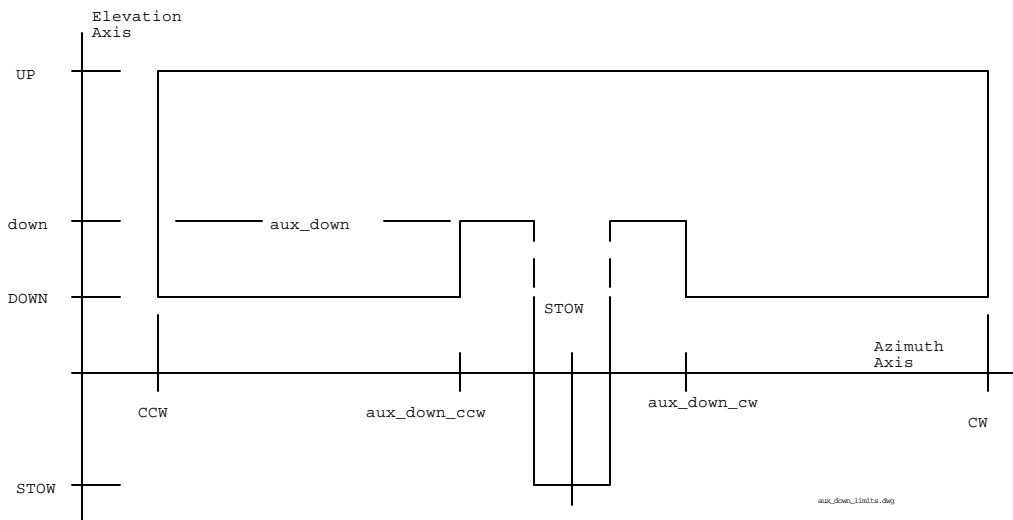 Elevation
Axis
UP
down
aux_down
DOWN
STOW
Azimuth
Axis
CCW
aux_down_ccw
aux_down_cw
CW
STOW
aux_down_limits.dwg